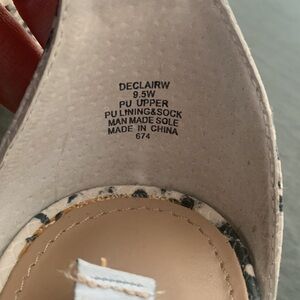 DECLAIRW
9.5W
PU UPPER
PU LINING&SOCK
MAN MADE SOLE
MADE IN CHINA
674